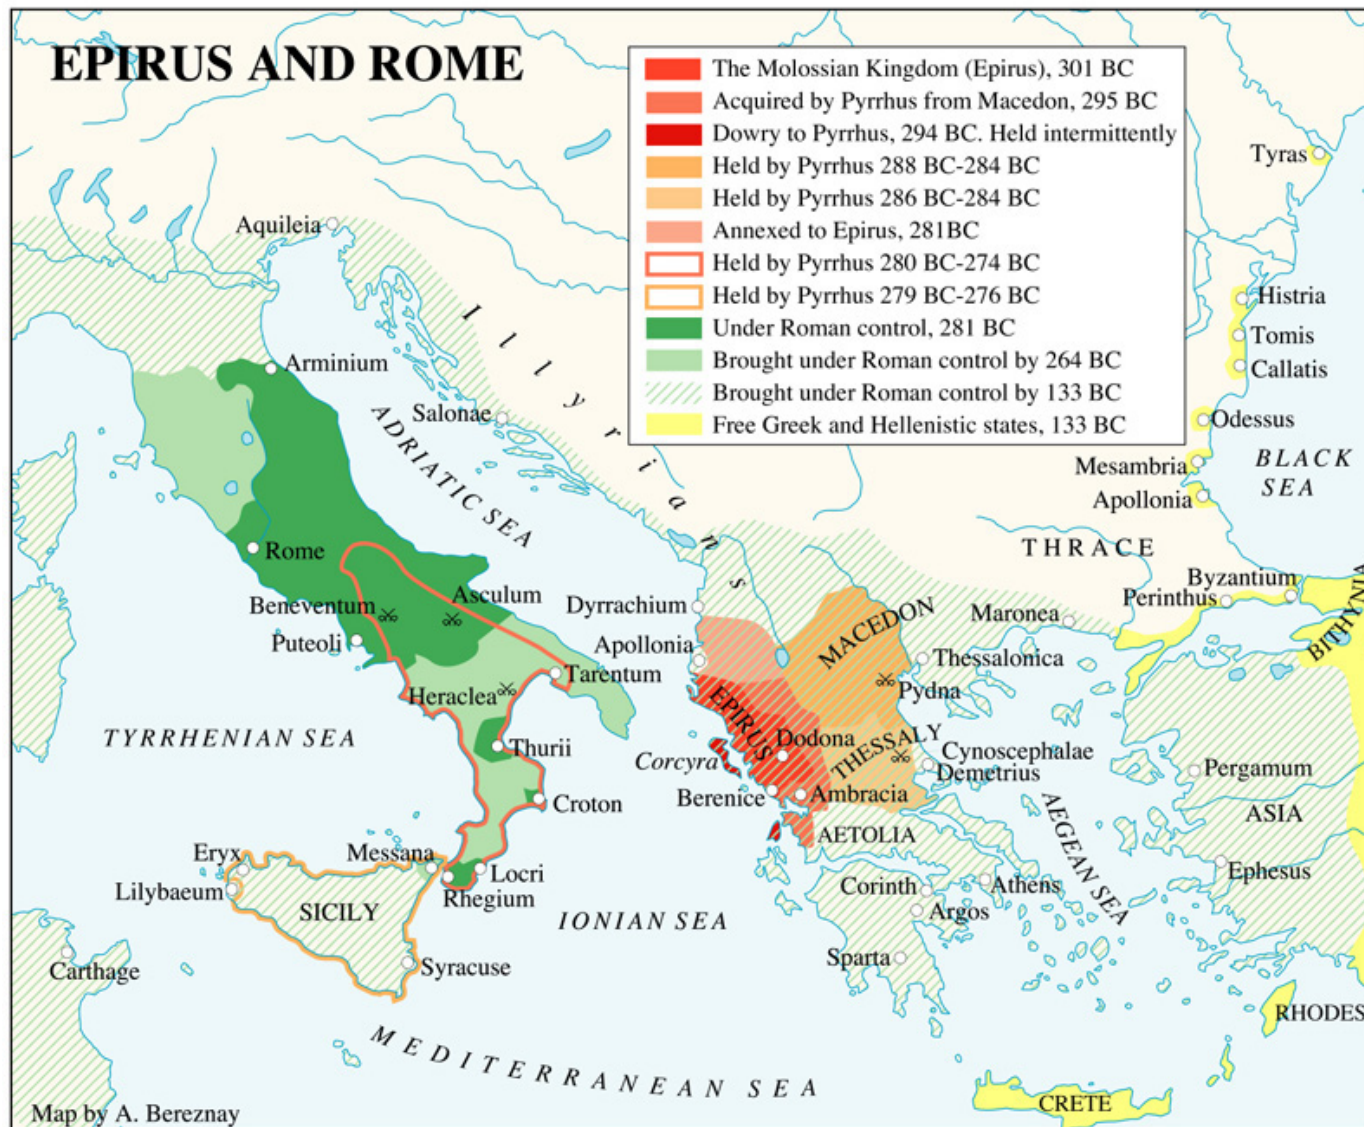 EPIRUS AND ROME
The Molossian Kingdom (Epirus), 301 BC
Acquired by Pyrrhus from Macedon, 295 BC
Dowry to Pyrrhus, 294 BC. Held intermittently
Held by Pyrrhus 288 BC-284 BC
Held by Pyrrhus 286 BC-284 BC
Annexed to Epirus, 281BC
Held by Pyrrhus 280 BC-274 BC
Held by Pyrrhus 279 BC-276 BC
Under Roman control, 281 BC
Brought under Roman control by 264 BC
Brought under Roman control by 133 BC
Free Greek and Hellenistic states, 133 BC
Tyras
Aquileia
Histria
Illyrians
Tomis
Arminium
Callatis
Salonae
ADRIATIC SEA
Odessus
Mesambria
BLACK
SEA
Apollonia
Rome
THRACE
Byzantium
BITHYNIA
Perinthus
Beneventum
Asculum
Dyrrachium
MACEDON
Maronea
Puteoli
Apollonia
Thessalonica
Tarentum
Heraclea
Pydna
EPIRUS
TYRRHENIAN SEA
Thurii
Dodona
THESSALY
Corcyra
Cynoscephalae
Demetrius
Pergamum
Berenice
Ambracia
Croton
AEGEAN SEA
ASIA
AETOLIA
Eryx
Messana
Locri
Lilybaeum
Rhegium
Corinth
Athens
Ephesus
SICILY
IONIAN SEA
Argos
Sparta
Carthage
Syracuse
RHODES
MEDITERRANEAN SEA
CRETE
Map by A. Bereznay